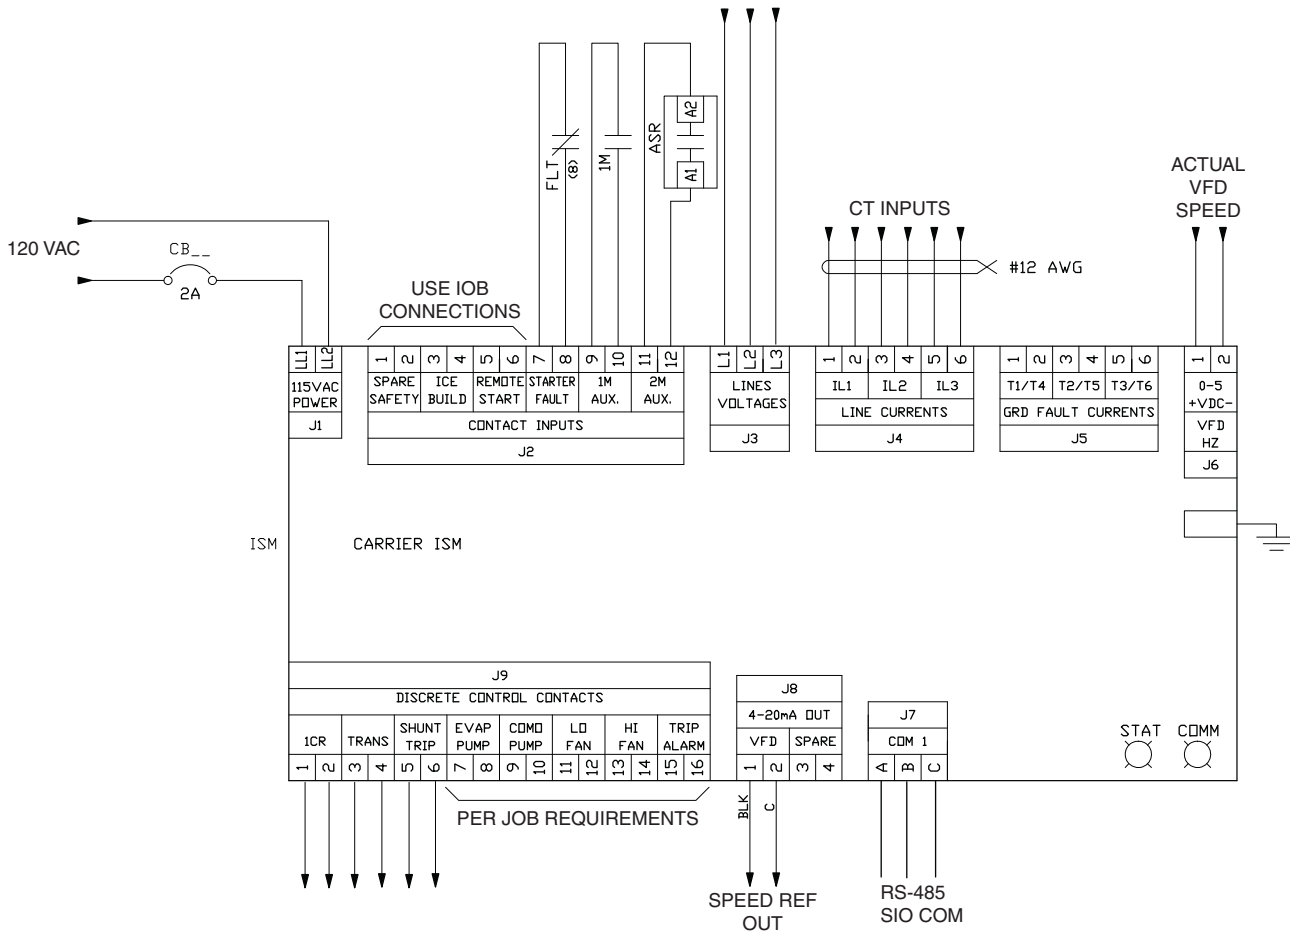 120 VAC
CB__
2A
USE IOB
CONNECTIONS
FLT
(8)
1M
ASR
A2
A1
CT INPUTS
#12 AWG
ACTUAL
VFD
SPEED
LL1 LL2
115VAC
POWER
J1
1 2 3 4 5 6 7 8 9 10 11 12
SPARE SAFETY
ICE BUILD
REMOTE START
STARTER FAULT
1M AUX.
2M AUX.
CONTACT INPUTS
J2
L1 L2 L3
LINES
VOLTAGES
J3
1 2 3 4 5 6
IL1 IL2 IL3
LINE CURRENTS
J4
1 2 3 4 5 6
T1/T4 T2/T5 T3/T6
GRD FAULT CURRENTS
J5
1 2
0-5
+VDC-
VFD
HZ
J6
ISM
CARRIER ISM
J9
DISCRETE CONTROL CONTACTS
1CR
TRANS
SHUNT TRIP
EVAP PUMP
COMD PUMP
LO FAN
HI FAN
TRIP ALARM
1 2 3 4 5 6 7 8 9 10 11 12 13 14 15 16
PER JOB REQUIREMENTS
J8
4-20mA OUT
VFD SPARE
1 2 3 4
BLK
C
SPEED REF
OUT
J7
COM 1
A B C
RS-485
SIO COM
STAT COMM